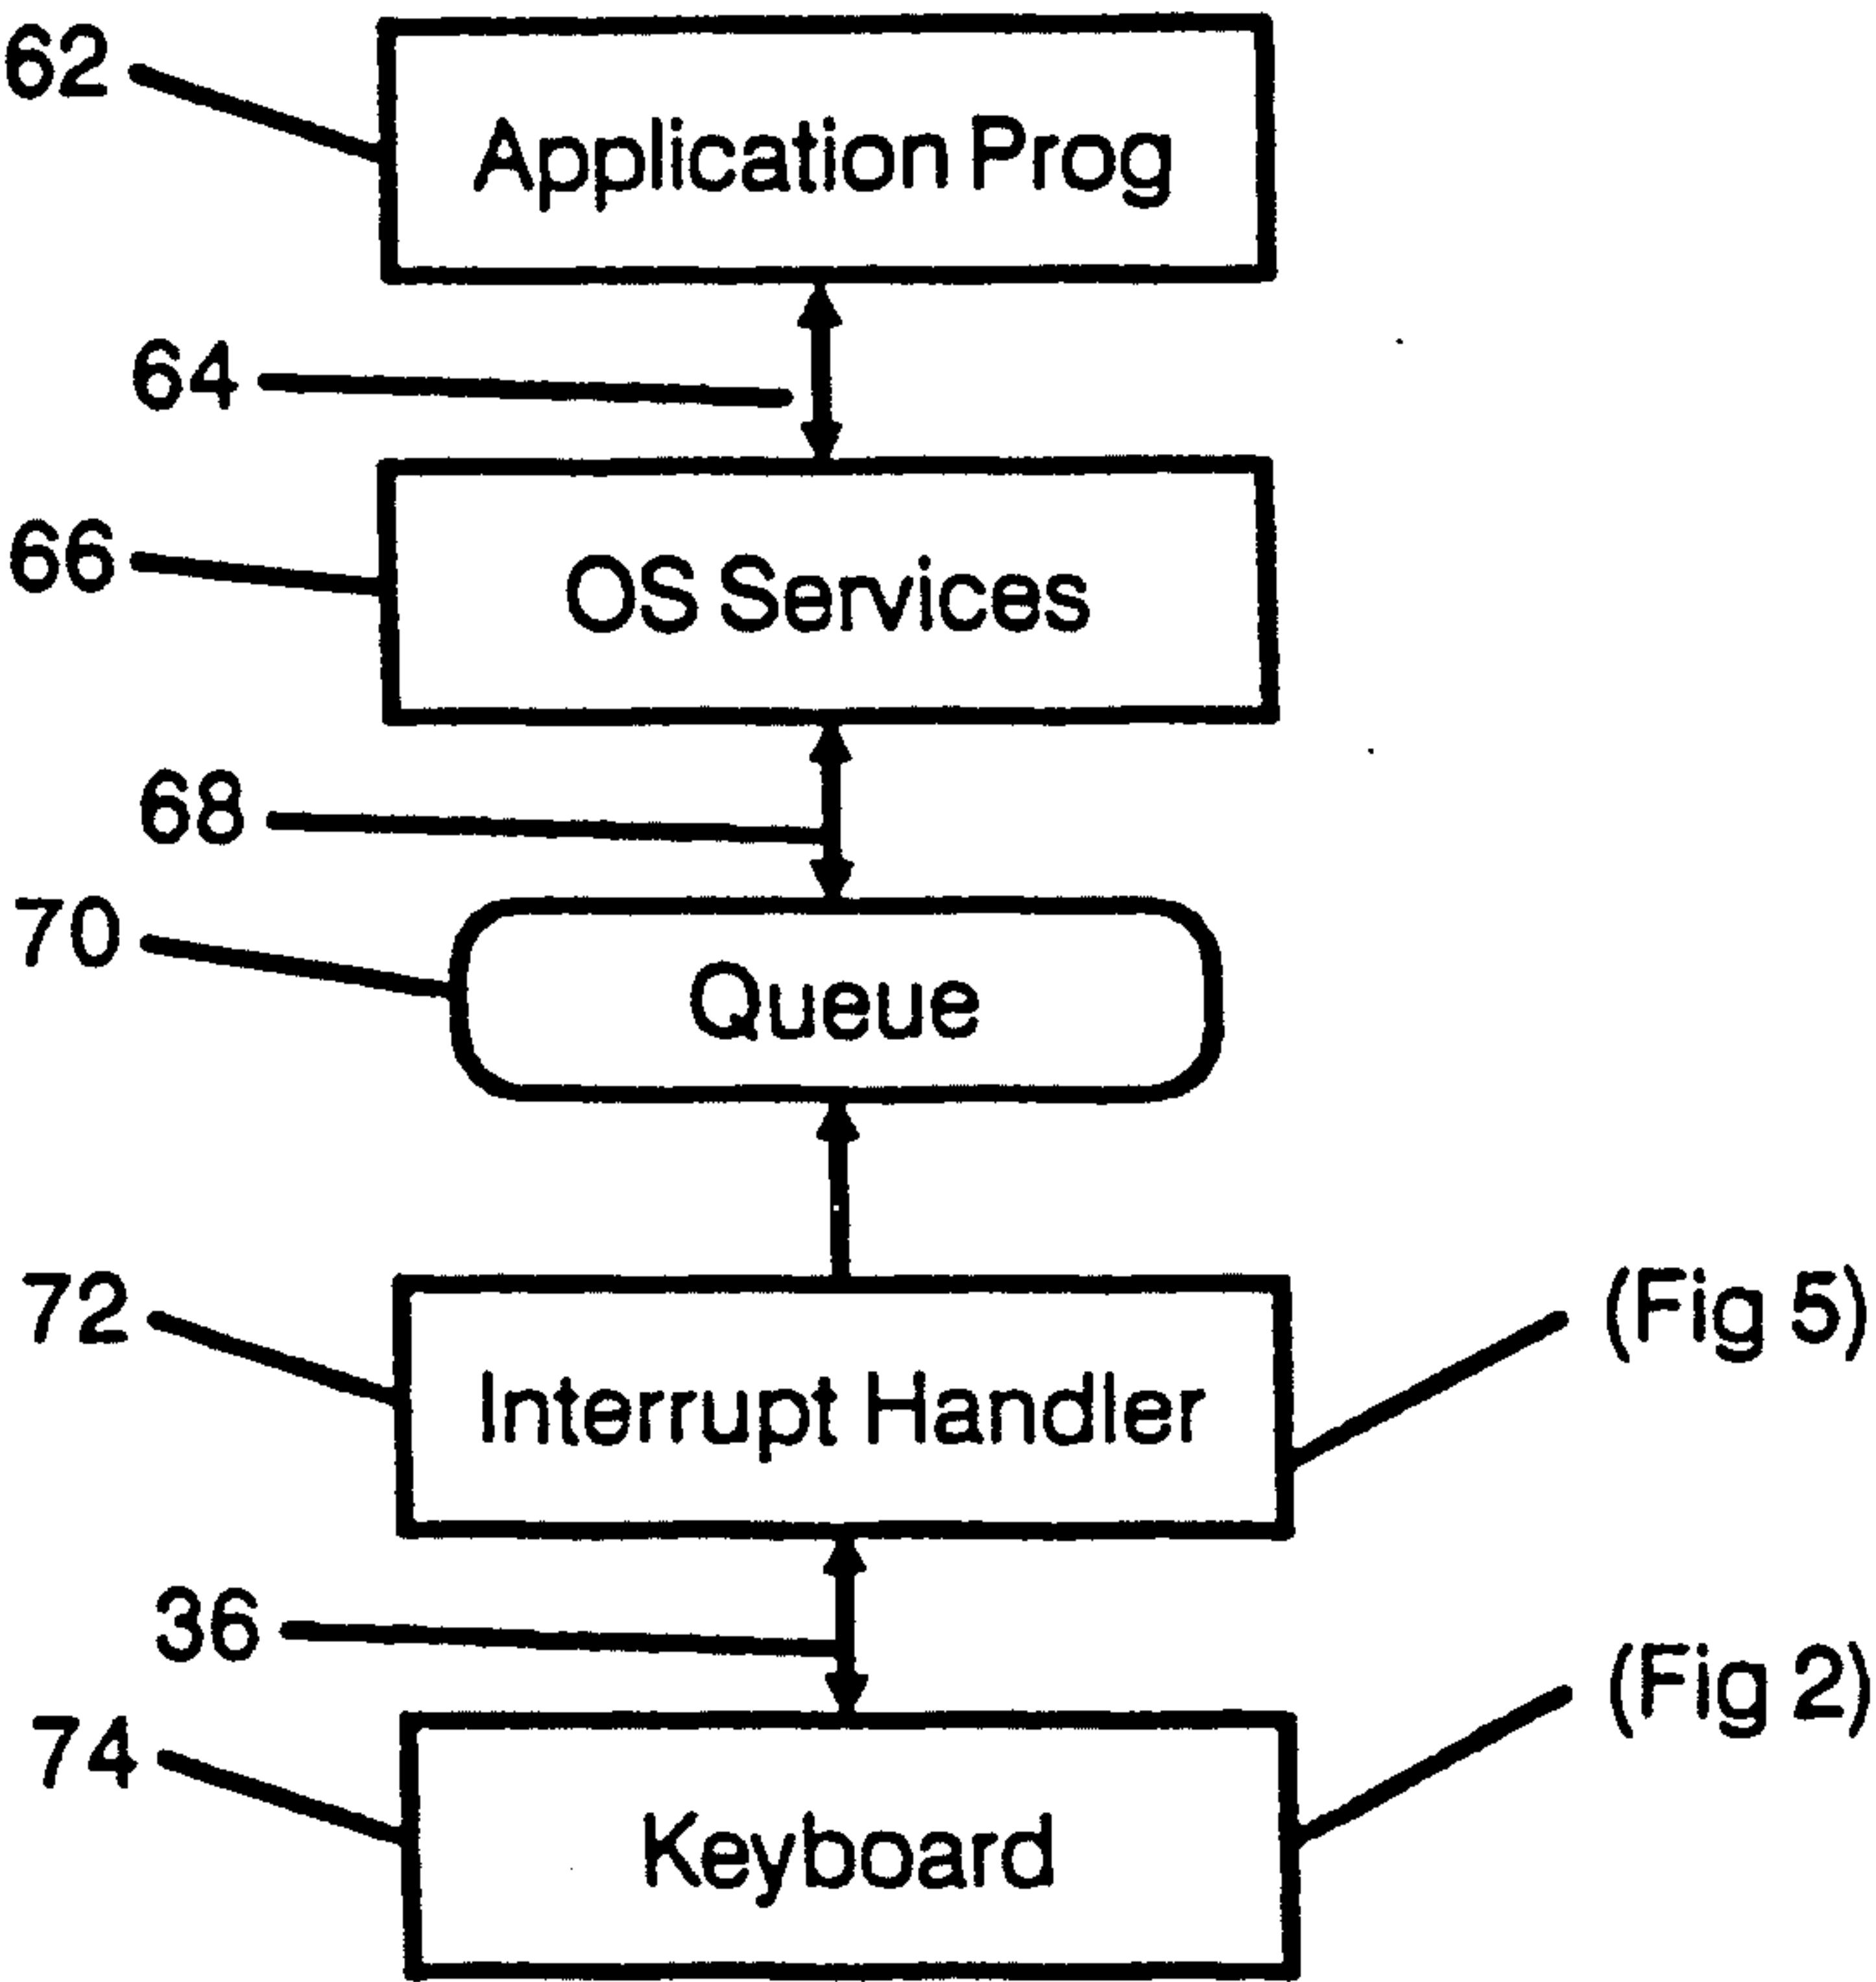 62
Application Prog
64
66
OS Services
68
70
Queue
72
Interrupt Handler
(Fig 5)
36
74
Keyboard
(Fig 2)